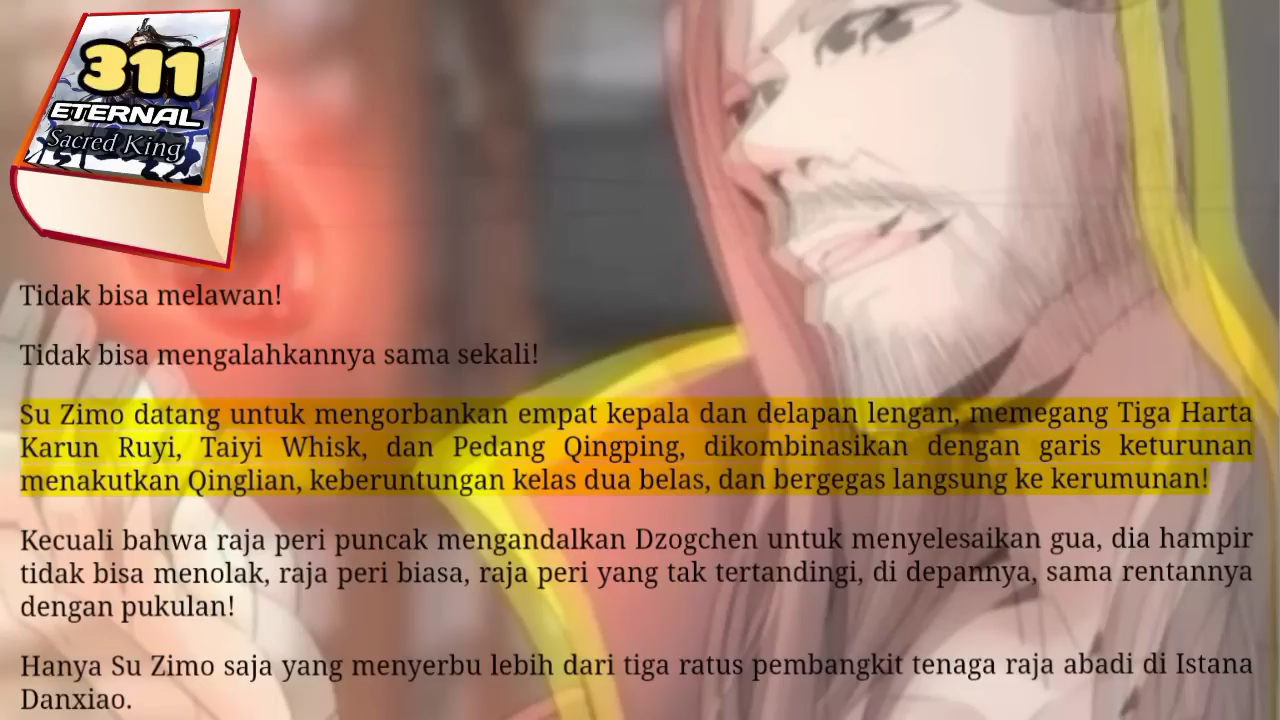 311
ETERNAL
Sacred King
Tidak bisa melawan!
Tidak bisa mengalahkannya sama sekali!
Su Zimo datang untuk mengorbankan empat kepala dan delapan lengan, memegang Tiga Harta
Karun Ruyi, Taiyi Whisk, dan Pedang Qingping, dikombinasikan dengan garis keturunan
menakutkan Qinglian, keberuntungan kelas dua belas, dan bergegas langsung ke kerumunan!
Kecuali bahwa raja peri puncak mengandalkan Dzogchen untuk menyelesaikan gua, dia hampir
tidak bisa menolak, raja peri biasa, raja peri yang tak tertandingi, di depannya, sama rentannya
dengan pukulan!
Hanya Su Zimo saja yang menyerbu lebih dari tiga ratus pembangkit tenaga raja abadi di Istana
Danxiao.